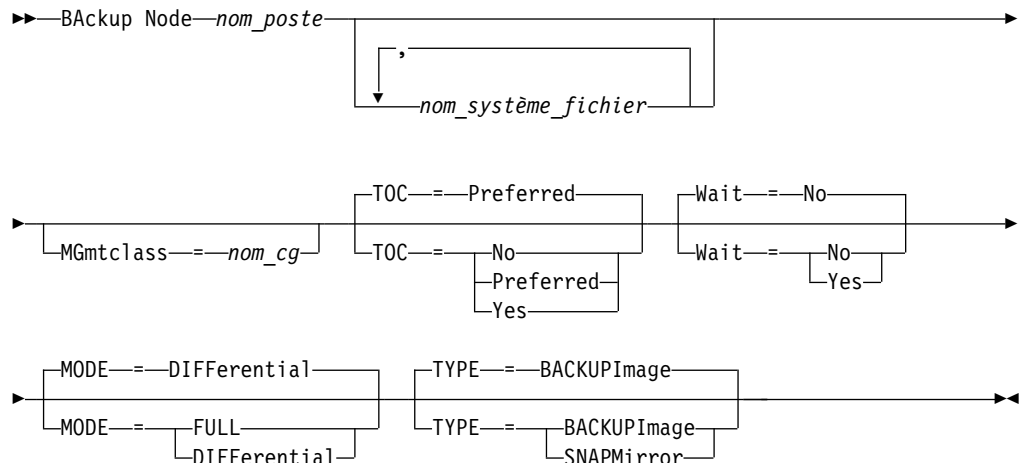 BAckup Node nom_poste
,
nom_système_fichier
TOC = Preferred Wait = No
MGmtclass = nom_cg TOC = No Wait = No
Preferred Yes
Yes
MODE = DIFFerential TYPE = BACKUPImage
MODE = FULL TYPE = BACKUPImage
DIFFerential SNAPMirror